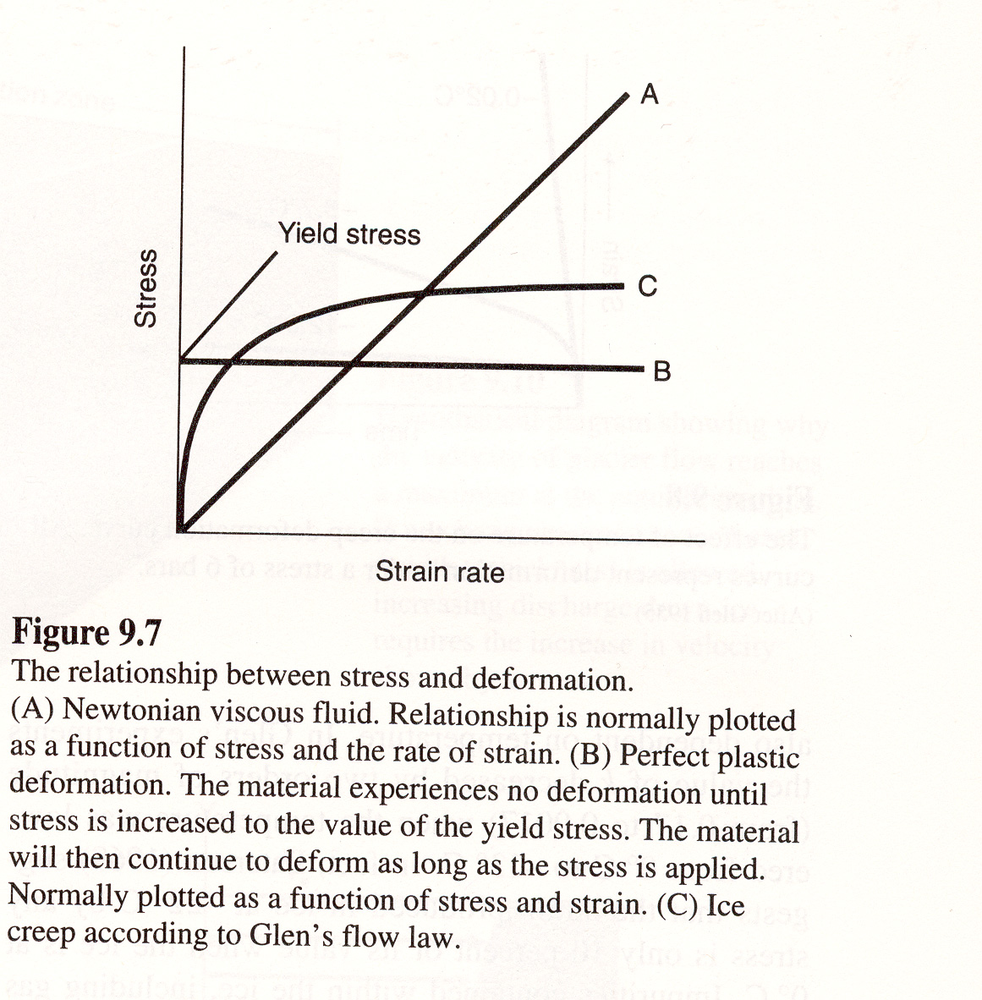 A
Yield stress
Stress
C
B
Strain rate
Figure 9.7
The relationship between stress and deformation.
(A) Newtonian viscous fluid. Relationship is normally plotted
as a function of stress and the rate of strain. (B) Perfect plastic
deformation. The material experiences no deformation until
stress is increased to the value of the yield stress. The material
will then continue to deform as long as the stress is applied.
Normally plotted as a function of stress and strain. (C) Ice
creep according to Glen's flow law.